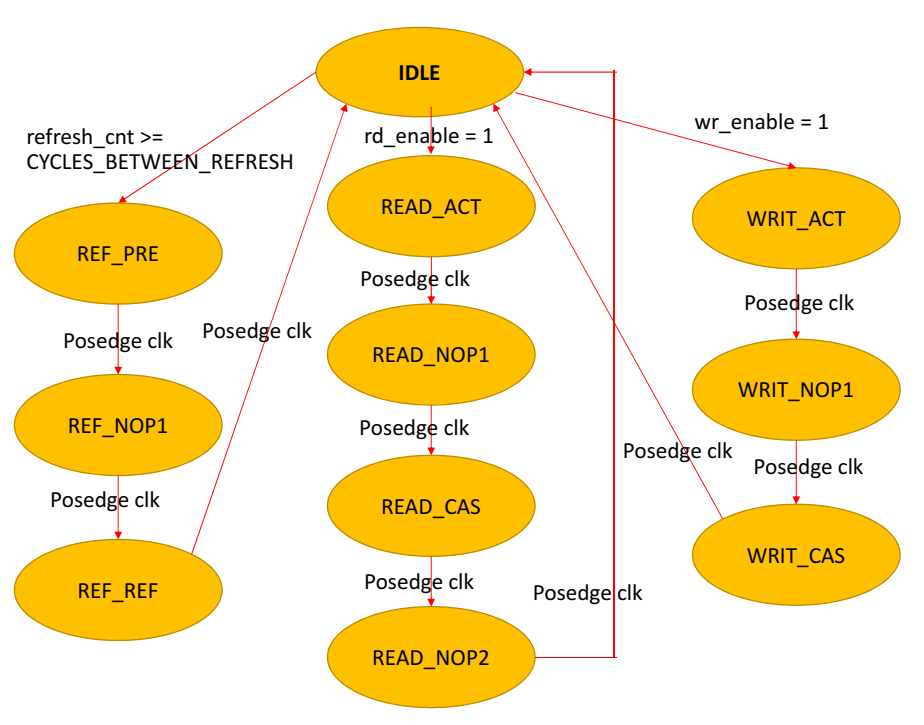 IDLE
refresh_cnt >=
CYCLES_BETWEEN_REFRESH
rd_enable = 1
wr_enable = 1
READ_ACT
WRIT_ACT
REF_PRE
Posedge clk
Posedge clk
Posedge clk
Posedge clk
READ_NOP1
WRIT_NOP1
REF_NOP1
Posedge clk
Posedge clk
Posedge clk
Posedge clk
READ_CAS
WRIT_CAS
REF_REF
Posedge clk
Posedge clk
READ_NOP2